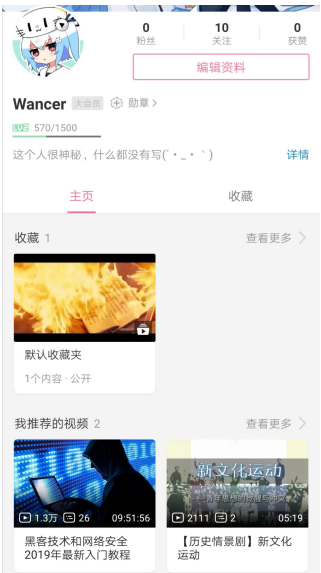 0 10 0
粉丝 关注 获赞
编辑资料
Wancer 大会员 勋章 >
LV2 570/1500
这个人很神秘，什么都没有写(´・_・｀) 详情
主页 收藏
收藏 1 查看更多 >
默认收藏夹
1个内容 · 公开
我推荐的视频 2 查看更多 >
1.3万 26 09:51:56
新文化运动
2111 2 05:19
黑客技术和网络安全
2019年最新入门教程
【历史情景剧】新文化
运动